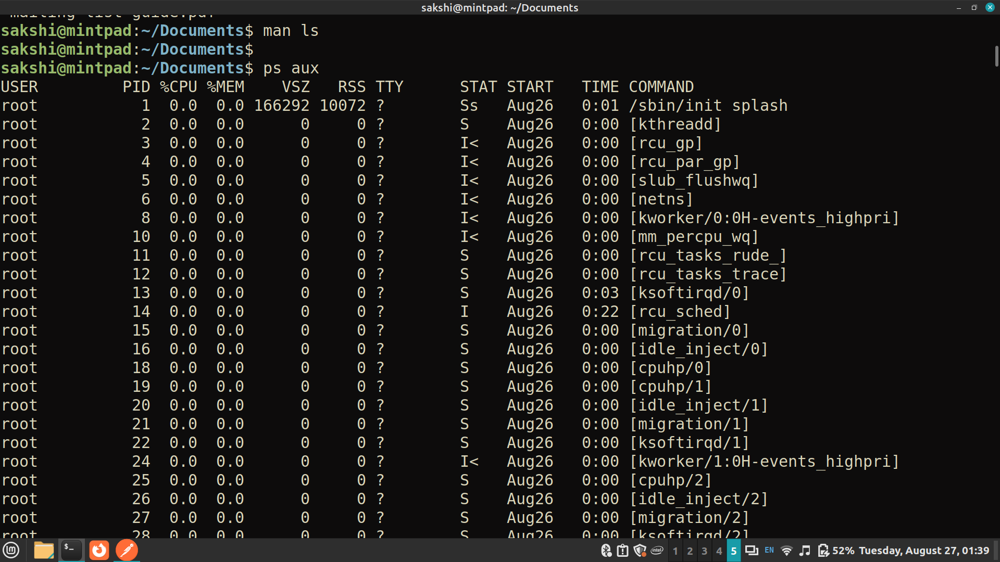 sakshi@mintpad: ~/Documents
mailing list guide.pdf
sakshi@mintpad:~/Documents$ man ls
sakshi@mintpad:~/Documents$
sakshi@mintpad:~/Documents$ ps aux
USER         PID %CPU %MEM    VSZ   RSS TTY      STAT START   TIME COMMAND
root           1  0.0  0.0 166292 10072 ?        Ss   Aug26   0:01 /sbin/init splash
root           2  0.0  0.0      0     0 ?        S    Aug26   0:00 [kthreadd]
root           3  0.0  0.0      0     0 ?        I<   Aug26   0:00 [rcu_gp]
root           4  0.0  0.0      0     0 ?        I<   Aug26   0:00 [rcu_par_gp]
root           5  0.0  0.0      0     0 ?        I<   Aug26   0:00 [slub_flushwq]
root           6  0.0  0.0      0     0 ?        I<   Aug26   0:00 [netns]
root           8  0.0  0.0      0     0 ?        I<   Aug26   0:00 [kworker/0:0H-events_highpri]
root          10  0.0  0.0      0     0 ?        I<   Aug26   0:00 [mm_percpu_wq]
root          11  0.0  0.0      0     0 ?        S    Aug26   0:00 [rcu_tasks_rude_]
root          12  0.0  0.0      0     0 ?        S    Aug26   0:00 [rcu_tasks_trace]
root          13  0.0  0.0      0     0 ?        S    Aug26   0:03 [ksoftirqd/0]
root          14  0.0  0.0      0     0 ?        I    Aug26   0:22 [rcu_sched]
root          15  0.0  0.0      0     0 ?        S    Aug26   0:00 [migration/0]
root          16  0.0  0.0      0     0 ?        S    Aug26   0:00 [idle_inject/0]
root          18  0.0  0.0      0     0 ?        S    Aug26   0:00 [cpuhp/0]
root          19  0.0  0.0      0     0 ?        S    Aug26   0:00 [cpuhp/1]
root          20  0.0  0.0      0     0 ?        S    Aug26   0:00 [idle_inject/1]
root          21  0.0  0.0      0     0 ?        S    Aug26   0:00 [migration/1]
root          22  0.0  0.0      0     0 ?        S    Aug26   0:00 [ksoftirqd/1]
root          24  0.0  0.0      0     0 ?        I<   Aug26   0:00 [kworker/1:0H-events_highpri]
root          25  0.0  0.0      0     0 ?        S    Aug26   0:00 [cpuhp/2]
root          26  0.0  0.0      0     0 ?        S    Aug26   0:00 [idle_inject/2]
root          27  0.0  0.0      0     0 ?        S    Aug26   0:00 [migration/2]
root          28  0.0  0.0      0     0 ?        S    Aug26   0:00 [ksoftirqd/2]
$_ intel 1 2 3 4 5 EN 52% Tuesday, August 27, 01:39